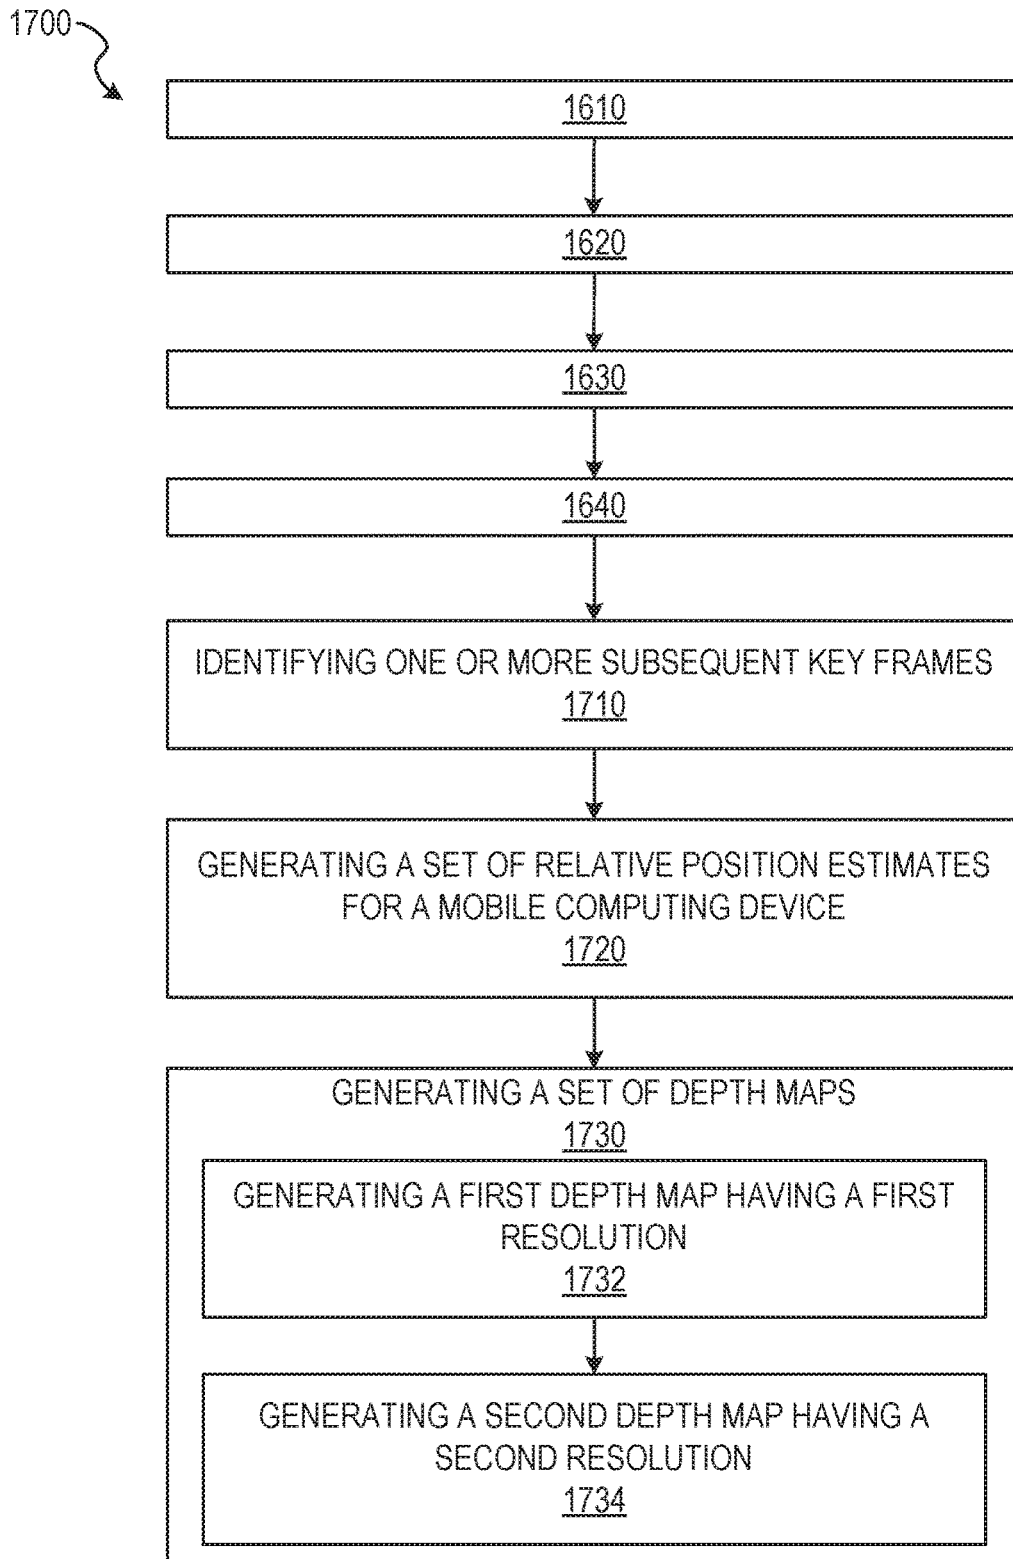 1700
1610
1620
1630
1640
IDENTIFYING ONE OR MORE SUBSEQUENT KEY FRAMES
1710
GENERATING A SET OF RELATIVE POSITION ESTIMATES
FOR A MOBILE COMPUTING DEVICE
1720
GENERATING A SET OF DEPTH MAPS
1730
GENERATING A FIRST DEPTH MAP HAVING A FIRST
RESOLUTION
1732
GENERATING A SECOND DEPTH MAP HAVING A
SECOND RESOLUTION
1734